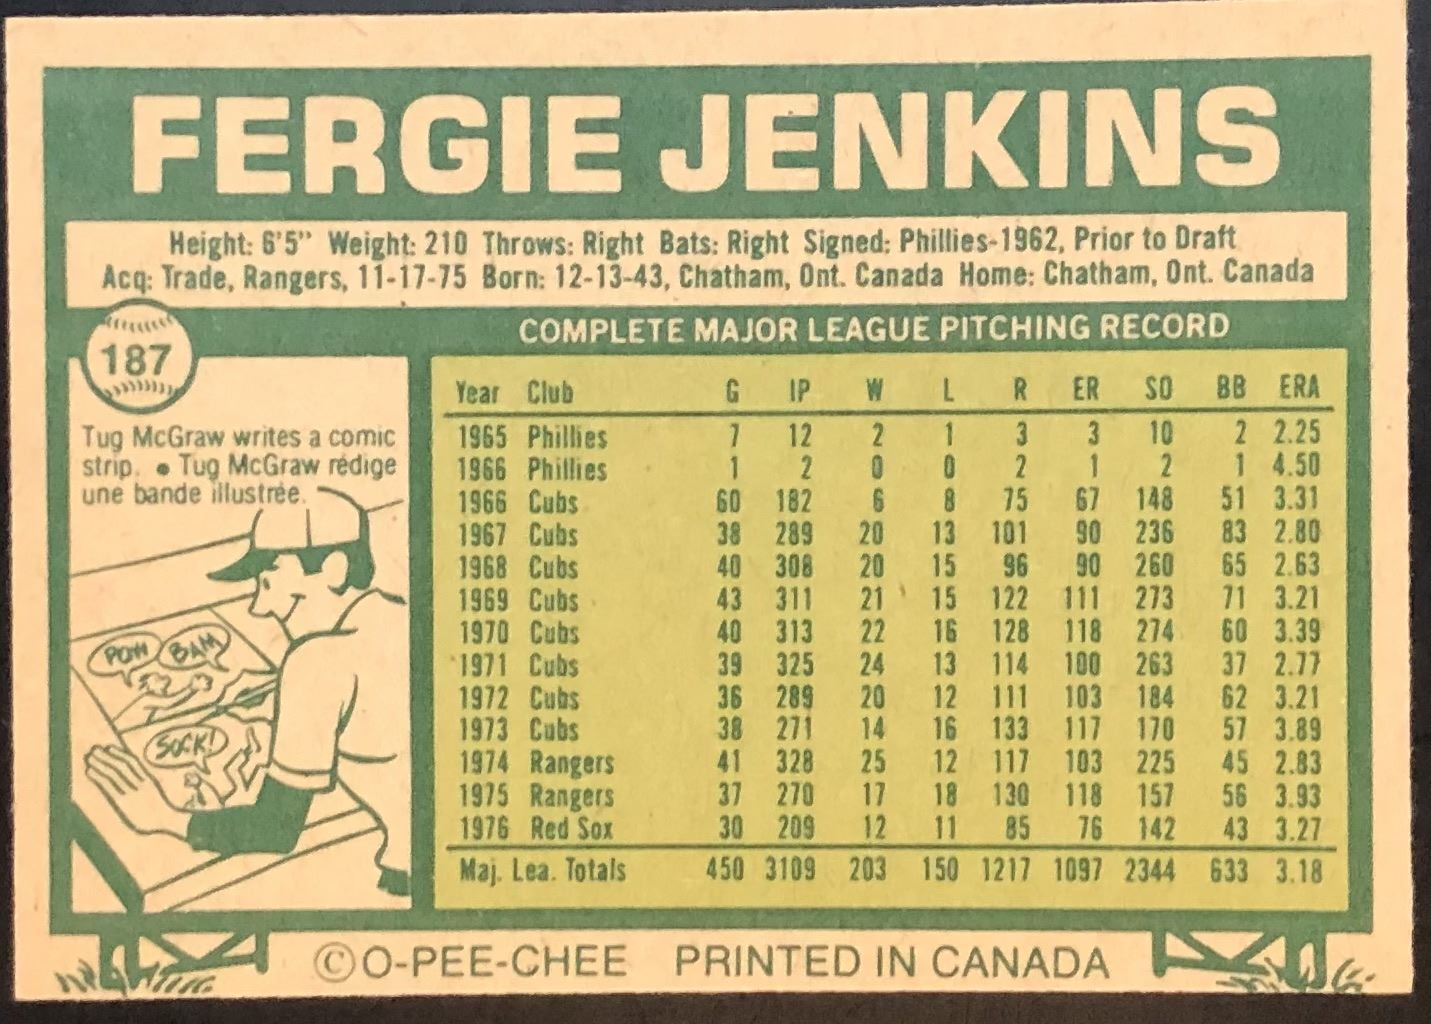 FERGIE JENKINS
Height: 6'5" Weight: 210 Throws: Right Bats: Right Signed: Phillies-1962, Prior to Draft
Acq: Trade, Rangers, 11-17-75 Born: 12-13-43, Chatham, Ont. Canada Home: Chatham, Ont. Canada
187
Tug McGraw writes a comic
strip. • Tug McGraw rédige
une bande illustrée.
POW BAM
SOCK!
COMPLETE MAJOR LEAGUE PITCHING RECORD
Year Club G IP W L R ER SO BB ERA
1965 Phillies 7 12 2 1 3 3 10 2 2.25
1966 Phillies 1 2 0 0 2 1 2 1 4.50
1966 Cubs 60 182 6 8 75 67 148 51 3.31
1967 Cubs 38 289 20 13 101 90 236 83 2.80
1968 Cubs 40 308 20 15 96 90 260 65 2.63
1969 Cubs 43 311 21 15 122 111 273 71 3.21
1970 Cubs 40 313 22 16 128 118 274 60 3.39
1971 Cubs 39 325 24 13 114 100 263 37 2.77
1972 Cubs 36 289 20 12 111 103 184 62 3.21
1973 Cubs 38 271 14 16 133 117 170 57 3.89
1974 Rangers 41 328 25 12 117 103 225 45 2.83
1975 Rangers 37 270 17 18 130 118 157 56 3.93
1976 Red Sox 30 209 12 11 85 76 142 43 3.27
Maj. Lea. Totals 450 3109 203 150 1217 1097 2344 633 3.18
©O-PEE-CHEE PRINTED IN CANADA